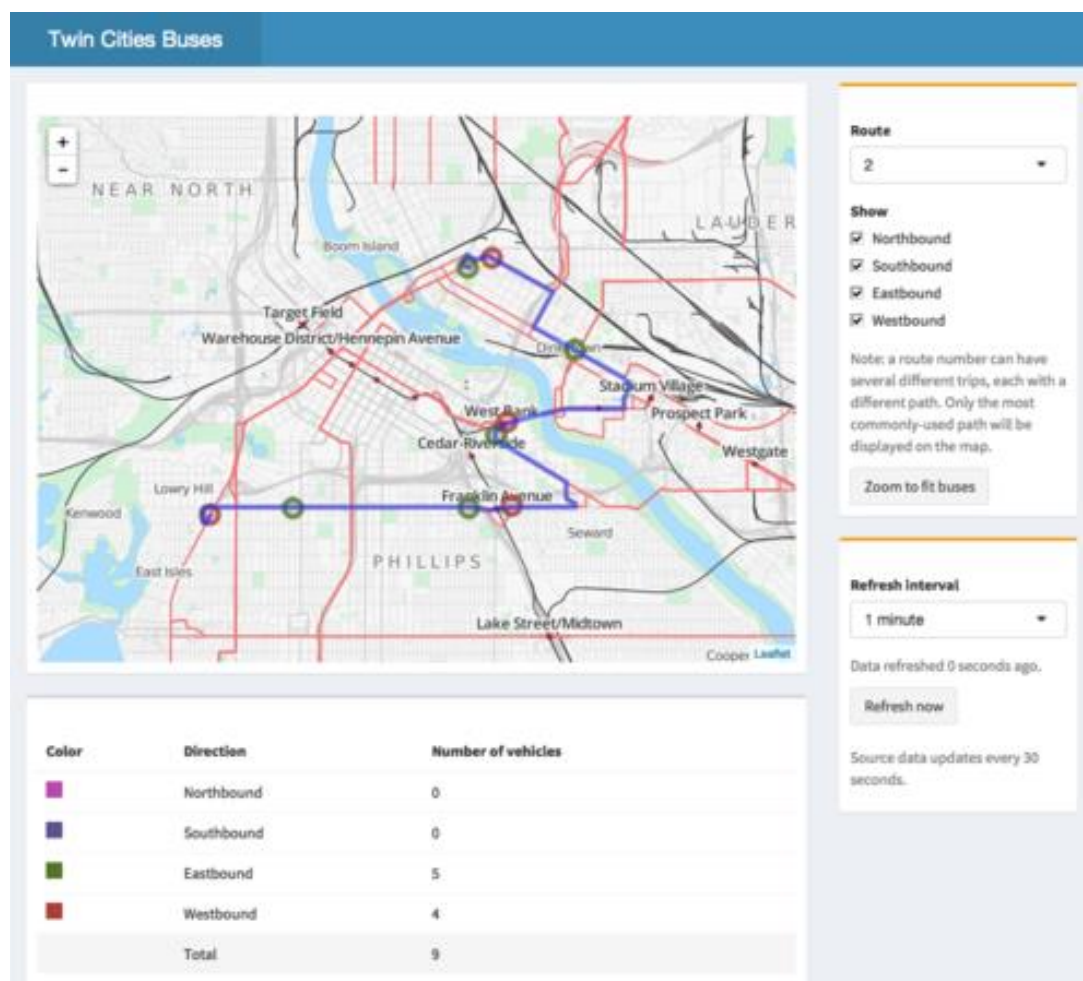 Twin Cities Buses
+
-
NEAR NORTH
LAUDER
Boom Island
Target Field
Warehouse District/Hennepin Avenue
Stadium Village
West Bank
Prospect Park
Cedar-Riverside
Westgate
Lowry Hill
Franklin Avenue
Kenwood
Seward
PHILLIPS
East Isles
Lake Street/Midtown
Cooper Leaflet
Route
2
Show
Northbound
Southbound
Eastbound
Westbound
Note: a route number can have
several different trips, each with a
different path. Only the most
commonly-used path will be
displayed on the map.
Zoom to fit buses
Refresh interval
1 minute
Data refreshed 0 seconds ago.
Refresh now
Source data updates every 30
seconds.
Color Direction Number of vehicles
Northbound 0
Southbound 0
Eastbound 5
Westbound 4
Total 9